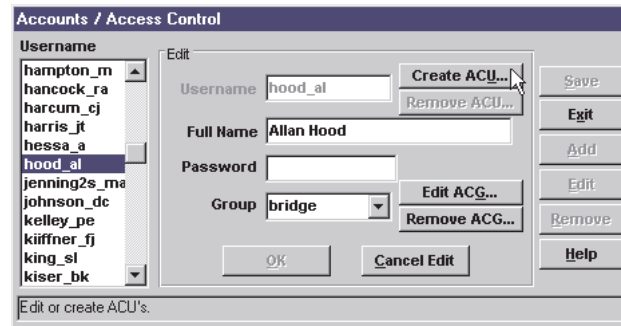 Accounts / Access Control
Username
hampton_m
hancock_ra
harcum_cj
harris_jt
hessa_a
hood_al
jenning2s_ma
johnson_dc
kelley_pe
kiiffner_fj
king_sl
kiser_bk
Edit
Username hood_al
Create ACU...
Remove ACU...
Full Name Allan Hood
Password
Group bridge
Edit ACG...
Remove ACG...
OK
Cancel Edit
Save
Exit
Add
Edit
Remove
Help
Edit or create ACU's.